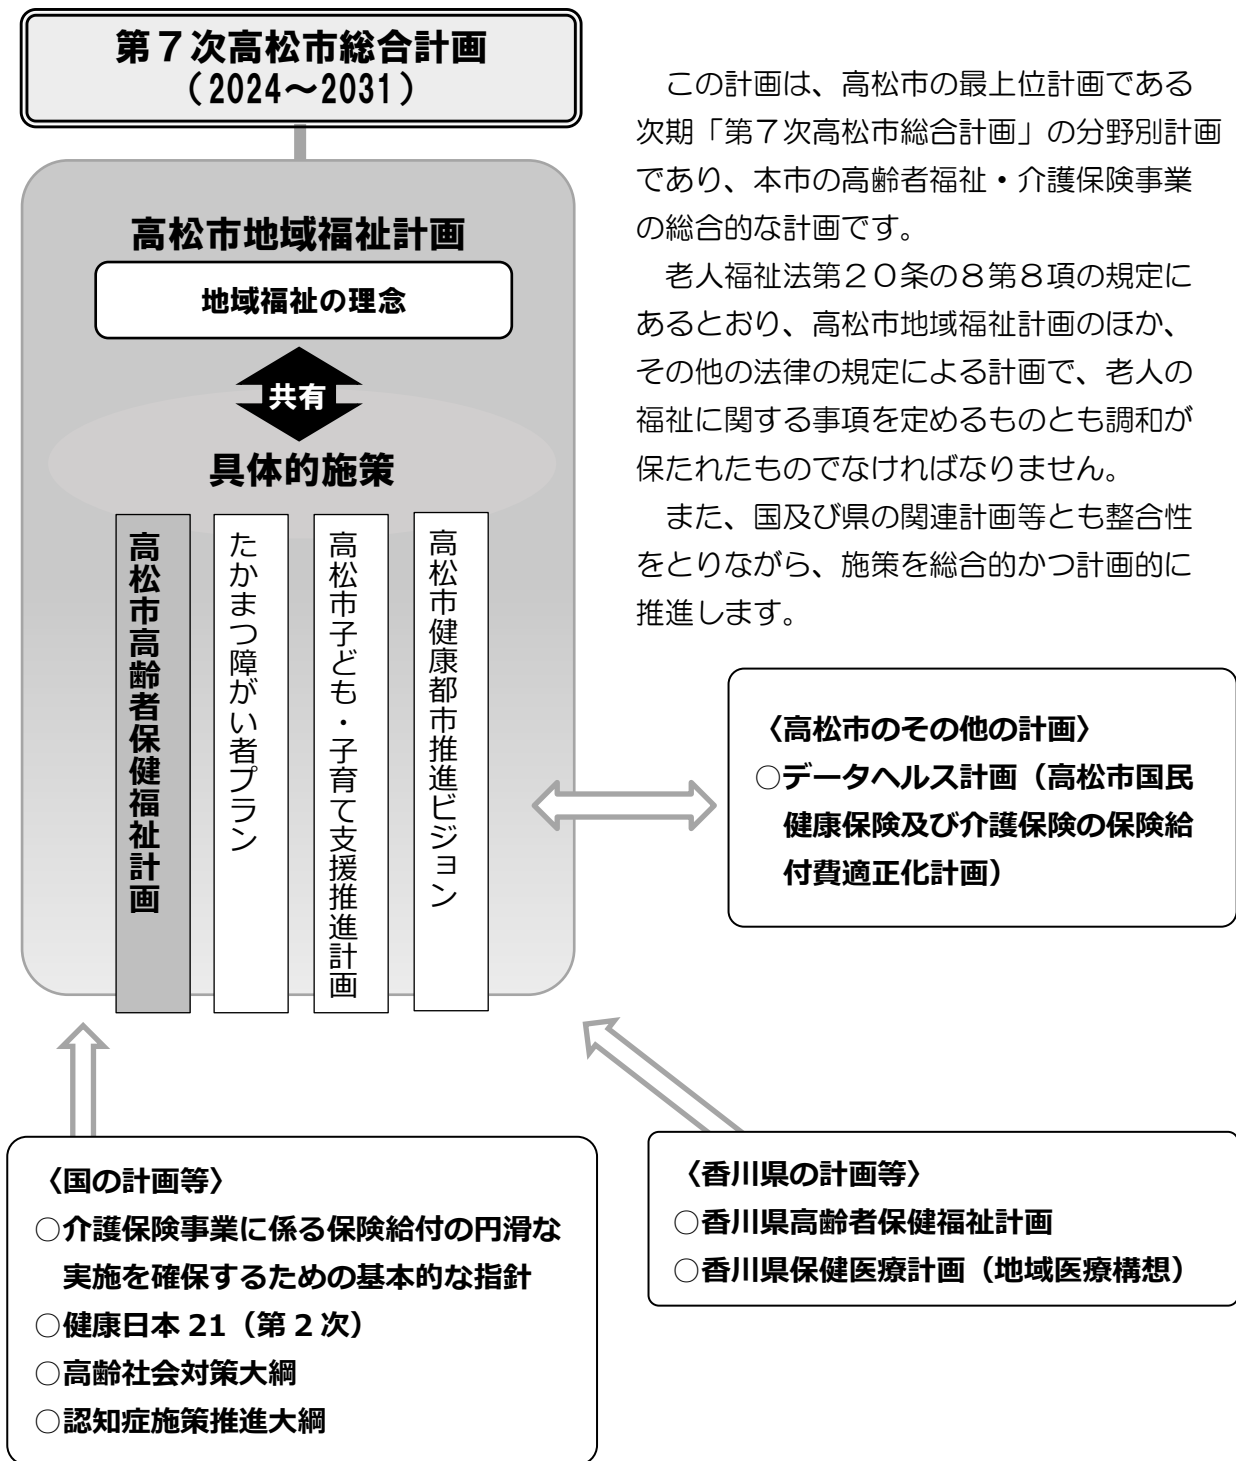 第７次高松市総合計画
（2024～2031）
この計画は、高松市の最上位計画である
次期「第７次高松市総合計画」の分野別計画
であり、本市の高齢者福祉・介護保険事業
の総合的な計画です。
老人福祉法第２０条の８第８項の規定に
あるとおり、高松市地域福祉計画のほか、
その他の法律の規定による計画で、老人の
福祉に関する事項を定めるものとも調和が
保たれたものでなければなりません。
また、国及び県の関連計画等とも整合性
をとりながら、施策を総合的かつ計画的に
推進します。
高松市地域福祉計画
地域福祉の理念
共有
具体的施策
高松市高齢者保健福祉計画
たかまつ障がい者プラン
高松市子ども・子育て支援推進計画
高松市健康都市推進ビジョン
〈高松市のその他の計画〉
○データヘルス計画（高松市国民
健康保険及び介護保険の保険給
付費適正化計画）
〈国の計画等〉
○介護保険事業に係る保険給付の円滑な
実施を確保するための基本的な指針
○健康日本 21（第 2 次）
○高齢社会対策大綱
○認知症施策推進大綱
〈香川県の計画等〉
○香川県高齢者保健福祉計画
○香川県保健医療計画（地域医療構想）